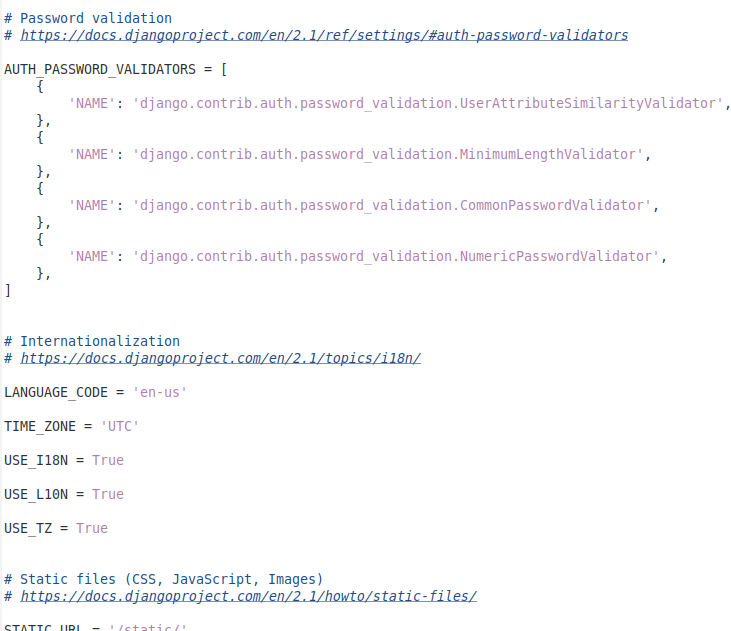 # Password validation
# https://docs.djangoproject.com/en/2.1/ref/settings/#auth-password-validators
AUTH_PASSWORD_VALIDATORS = [
    {
        'NAME': 'django.contrib.auth.password_validation.UserAttributeSimilarityValidator',
    },
    {
        'NAME': 'django.contrib.auth.password_validation.MinimumLengthValidator',
    },
    {
        'NAME': 'django.contrib.auth.password_validation.CommonPasswordValidator',
    },
    {
        'NAME': 'django.contrib.auth.password_validation.NumericPasswordValidator',
    },
]
# Internationalization
# https://docs.djangoproject.com/en/2.1/topics/i18n/
LANGUAGE_CODE = 'en-us'
TIME_ZONE = 'UTC'
USE_I18N = True
USE_L10N = True
USE_TZ = True
# Static files (CSS, JavaScript, Images)
# https://docs.djangoproject.com/en/2.1/howto/static-files/
STATIC_URL = '/static/'